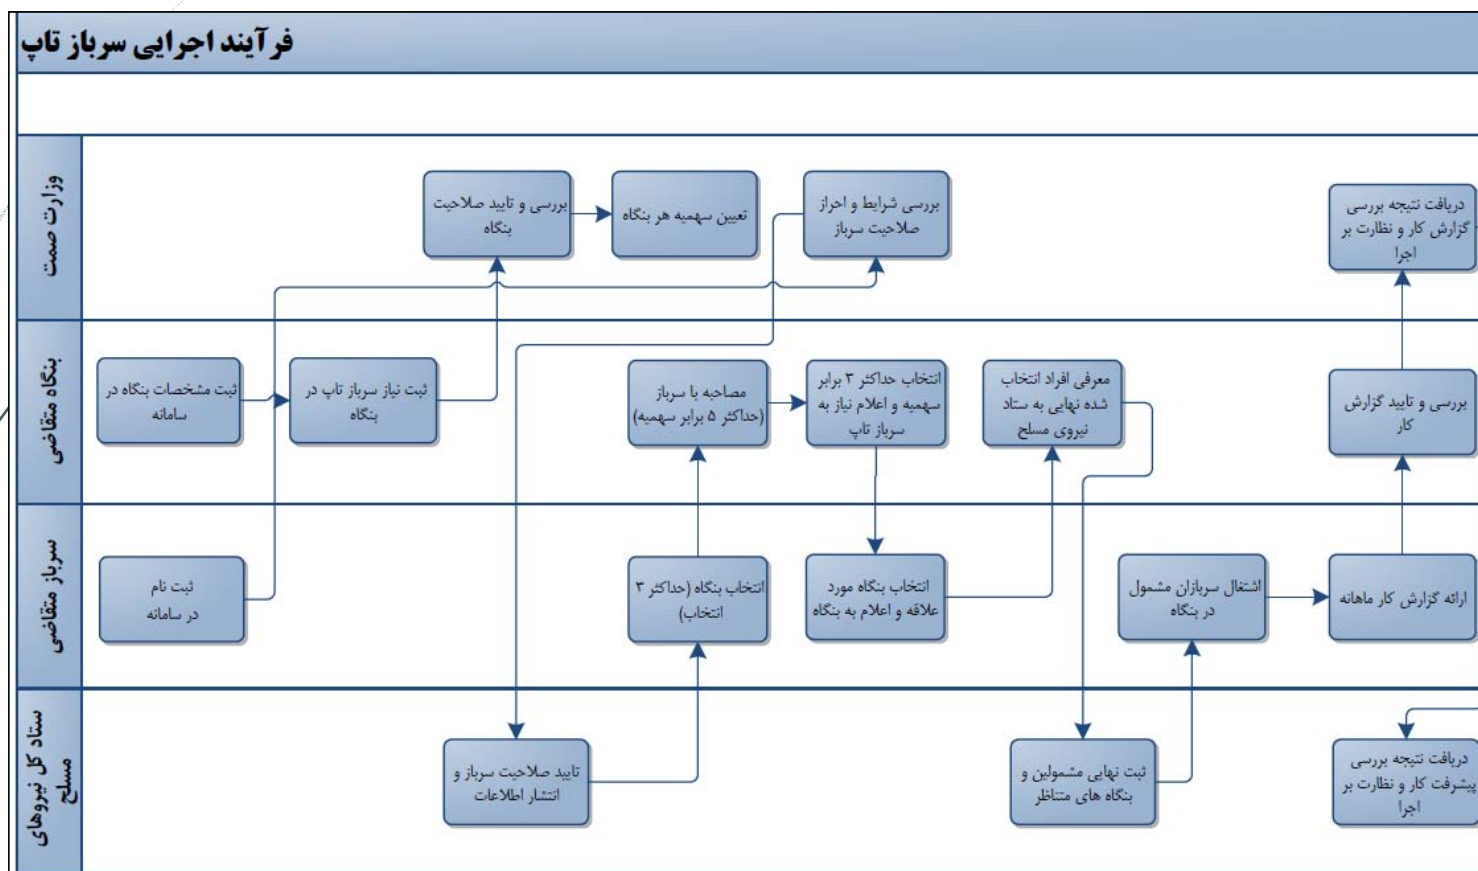 فرآیند اجرایی سرباز تاپ
وزارت صمت
بررسی و تایید صلاحیت
بنگاه
تعیین سهمیه هر بنگاه
بررسی شرایط و احراز
صلاحیت سرباز
دریافت نتیجه بررسی
گزارش کار و نظارت بر
اجرا
بنگاه متقاضی
ثبت مشخصات بنگاه در
سامانه
ثبت نیاز سرباز تاپ در
بنگاه
مصاحبه با سرباز
(حداکثر ۵ برابر سهمیه)
انتخاب حداکثر ۳ برابر
سهمیه و اعلام نیاز به
سرباز تاپ
معرفی افراد انتخاب
شده نهایی به ستاد
نیروی مسلح
بررسی و تایید گزارش
کار
سرباز متقاضی
ثبت نام
در سامانه
انتخاب بنگاه (حداکثر ۳
انتخاب)
انتخاب بنگاه مورد
علاقه و اعلام به بنگاه
اشتغال سربازان مشمول
در بنگاه
ارائه گزارش کار ماهانه
ستاد کل نیروهای
مسلح
تایید صلاحیت سرباز و
انتشار اطلاعات
ثبت نهایی مشمولین و
بنگاه های متناظر
دریافت نتیجه بررسی
پیشرفت کار و نظارت بر
اجرا